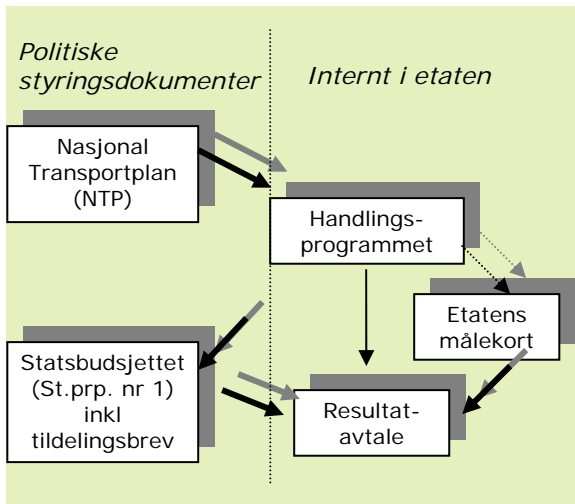 Politiske
styringsdokumenter
Internt i etaten
Nasjonal
Transportplan
(NTP)
Handlings-
programmet
Etatens
målekort
Statsbudsjettet
(St.prp. nr 1)
inkl
tildelingsbrev
Resultat-
avtale